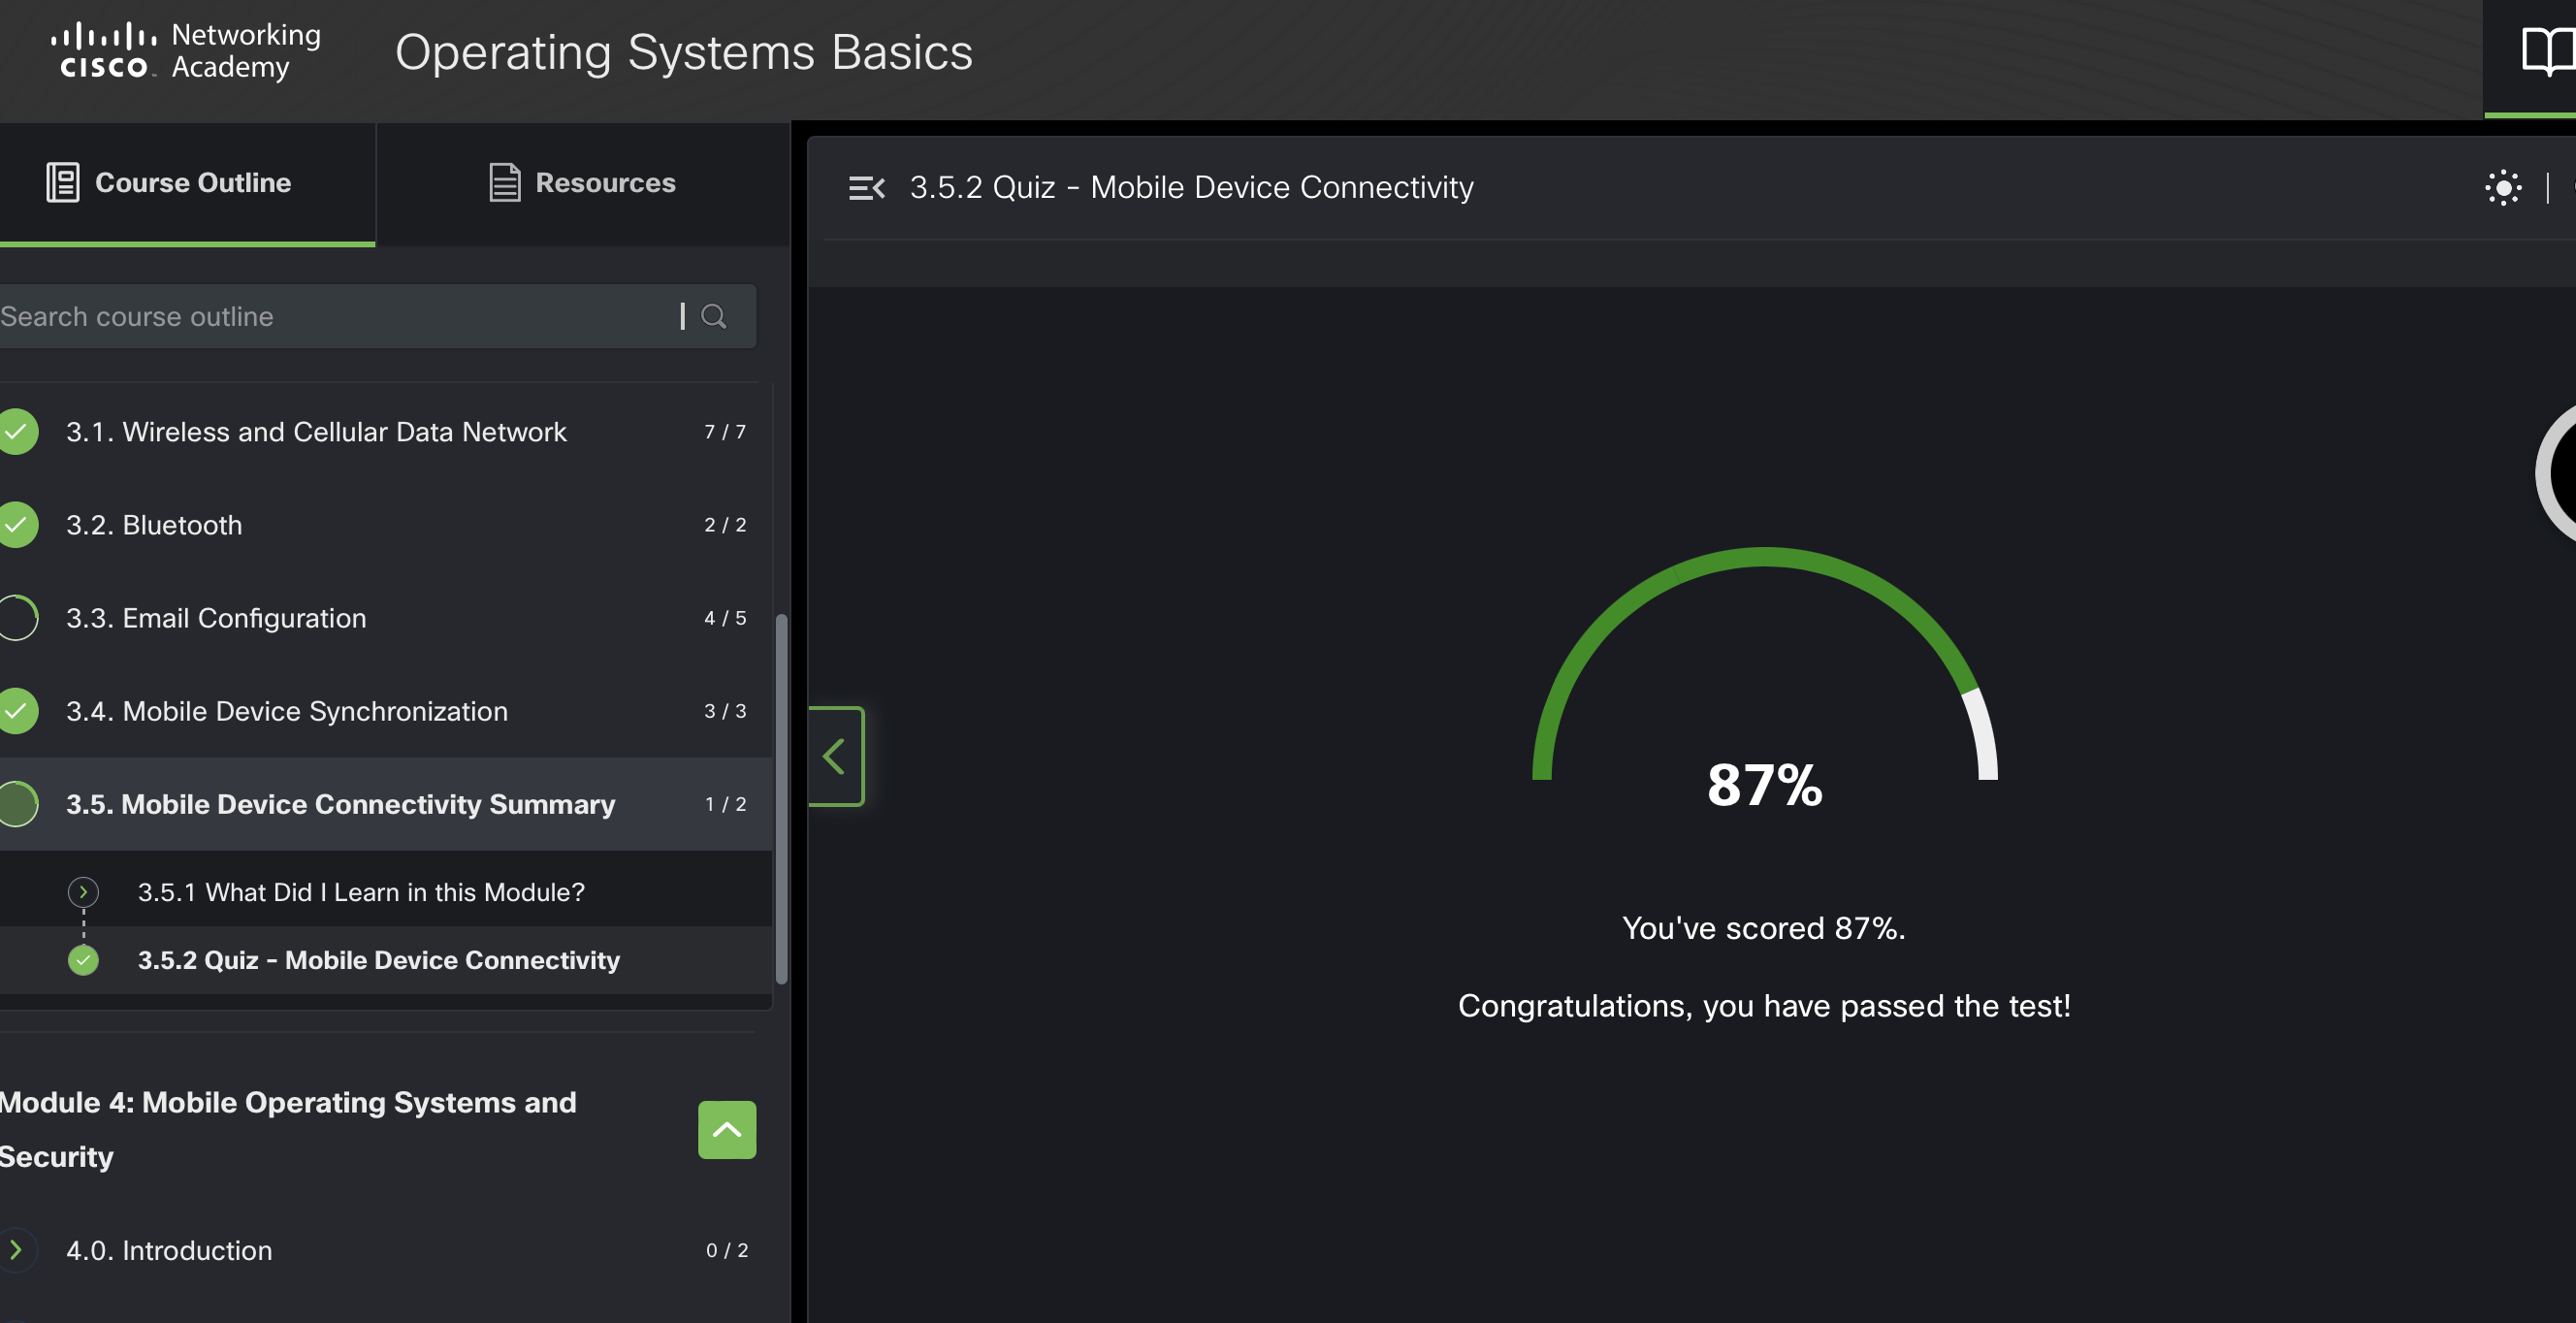 Networking
CISCO Academy
Operating Systems Basics
Course Outline
Resources
Search course outline
3.1. Wireless and Cellular Data Network 7 / 7
3.2. Bluetooth 2 / 2
3.3. Email Configuration 4 / 5
3.4. Mobile Device Synchronization 3 / 3
3.5. Mobile Device Connectivity Summary 1 / 2
3.5.1 What Did I Learn in this Module?
3.5.2 Quiz - Mobile Device Connectivity
Module 4: Mobile Operating Systems and
Security
4.0. Introduction 0 / 2
3.5.2 Quiz - Mobile Device Connectivity
87%
You've scored 87%.
Congratulations, you have passed the test!